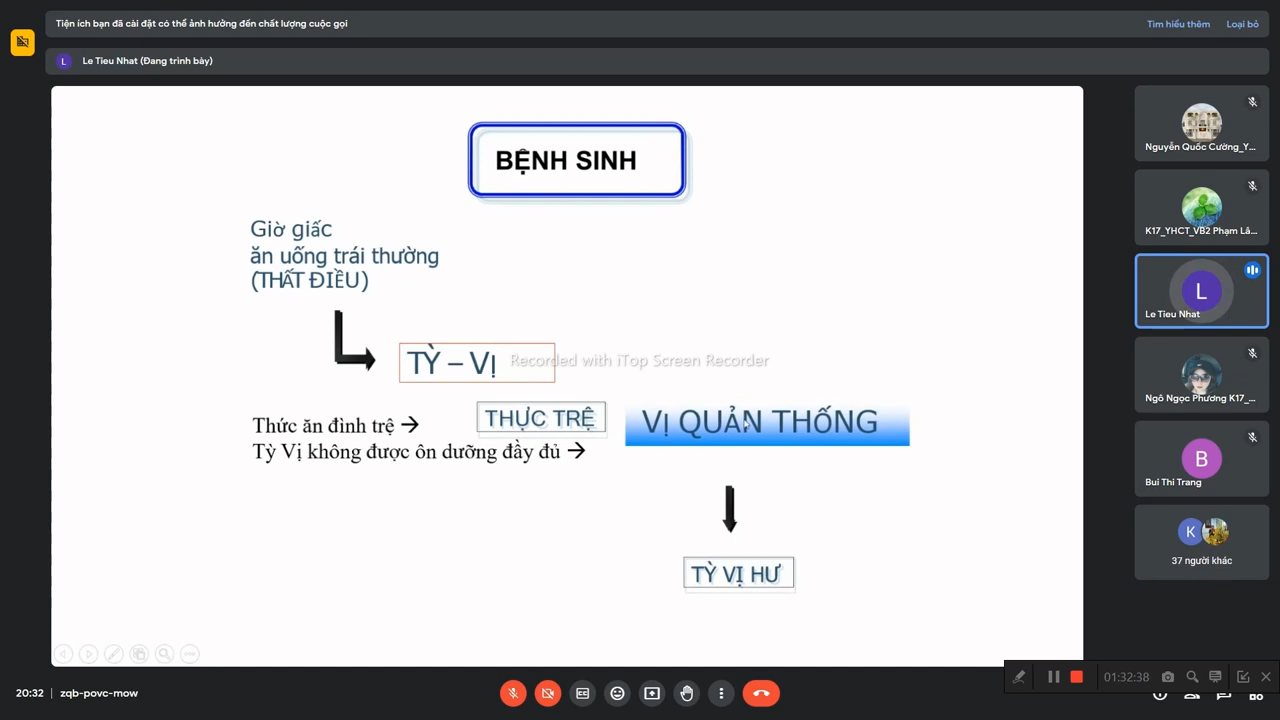 Tiện ích bạn đã cài đặt có thể ảnh hưởng đến chất lượng cuộc gọi
Tìm hiểu thêm
Loại bỏ
L
Le Tieu Nhat (Đang trình bày)
BỆNH SINH
Giờ giấc
ăn uống trái thường
(THẤT ĐIỀU)
TỲ – VỊ
Recorded with iTop Screen Recorder
Thức ăn đình trệ →
THỰC TRỆ
VỊ QUẢN THỐNG
Tỳ Vị không được ôn dưỡng đầy đủ →
TỲ VỊ HƯ
Nguyễn Quốc Cường_Y...
K17_YHCT_VB2 Phạm Lâ...
L
Le Tieu Nhat
Ngô Ngọc Phương K17_...
B
Bui Thi Trang
K
37 người khác
20:32 | zqb-povc-mow
01:32:38